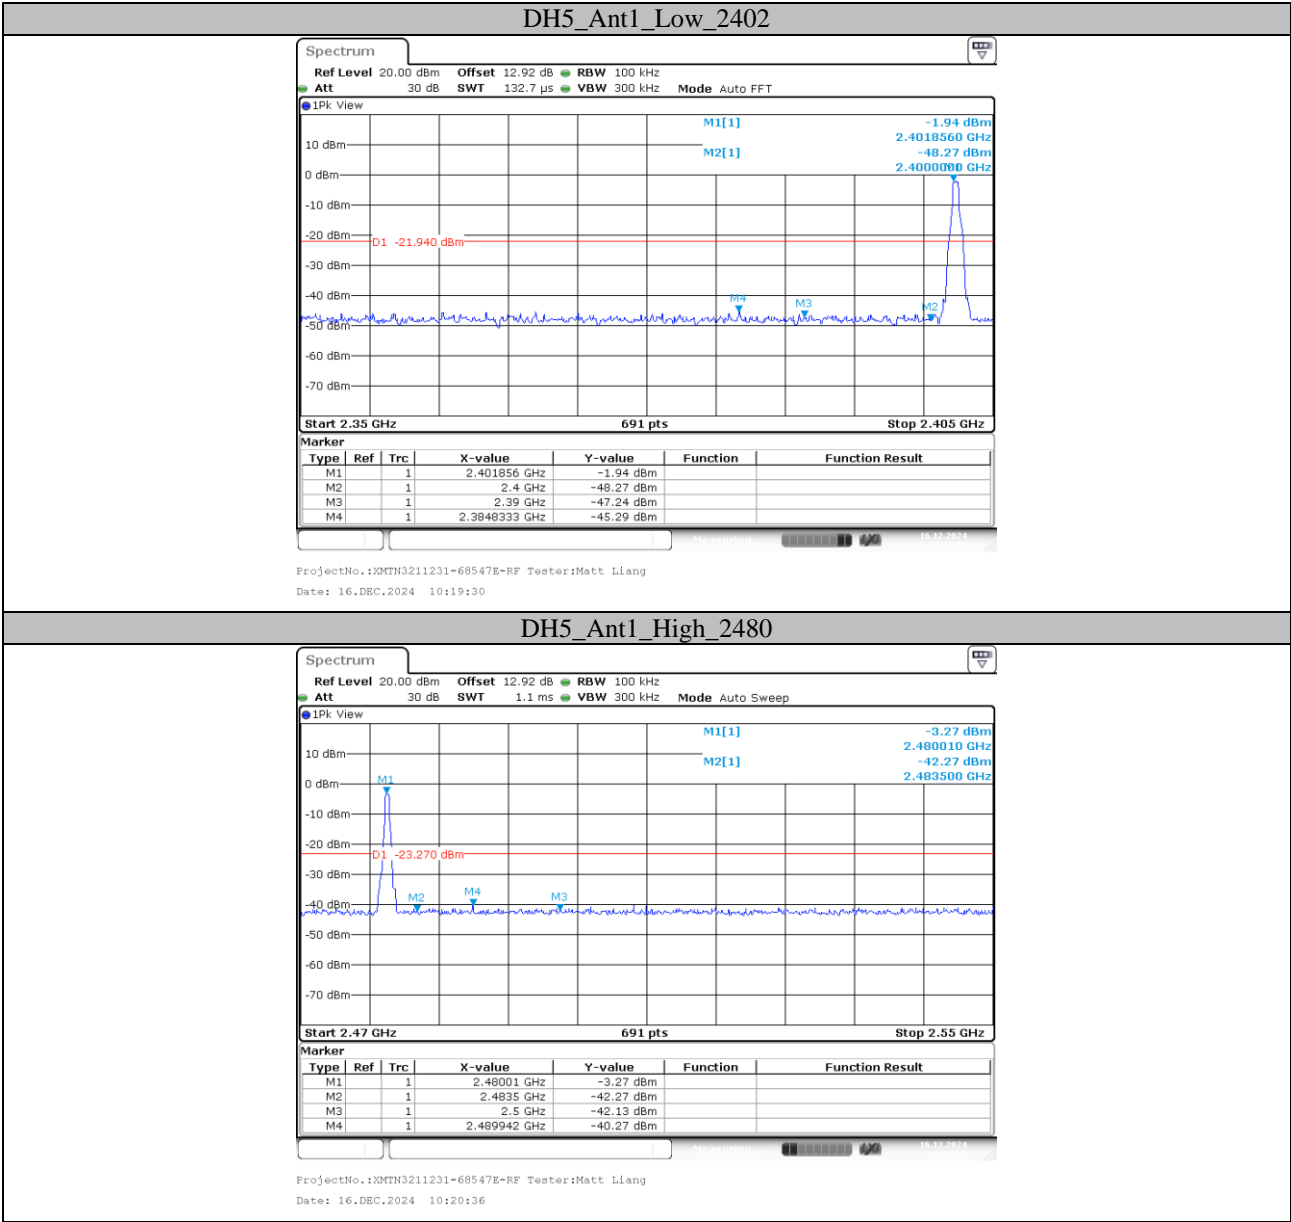 DH5_Ant1_Low_2402
Spectrum
Ref Level 20.00 dBm Offset 12.92 dB RBW 100 kHz
Att 30 dB SWT 132.7 µs VBW 300 kHz Mode Auto FFT
1Pk View
M1[1] -1.94 dBm
2.4018560 GHz
M2[1] -48.27 dBm
2.4000000 GHz
10 dBm
0 dBm
-10 dBm
-20 dBm
D1 -21.940 dBm
-30 dBm
-40 dBm
M4
M3
M2
-50 dBm
-60 dBm
-70 dBm
Start 2.35 GHz 691 pts Stop 2.405 GHz
Marker
Type Ref Trc X-value Y-value Function Function Result
M1 1 2.401856 GHz -1.94 dBm
M2 1 2.4 GHz -48.27 dBm
M3 1 2.39 GHz -47.24 dBm
M4 1 2.3848333 GHz -45.29 dBm
Measuring... 16.12.2024
ProjectNo.:XMTN3211231-68547E-RF Tester:Matt Liang
Date: 16.DEC.2024 10:19:30
DH5_Ant1_High_2480
Spectrum
Ref Level 20.00 dBm Offset 12.92 dB RBW 100 kHz
Att 30 dB SWT 1.1 ms VBW 300 kHz Mode Auto Sweep
1Pk View
M1[1] -3.27 dBm
2.480010 GHz
M2[1] -42.27 dBm
2.483500 GHz
10 dBm
0 dBm
M1
-10 dBm
-20 dBm
D1 -23.270 dBm
-30 dBm
M2
M4
M3
-40 dBm
-50 dBm
-60 dBm
-70 dBm
Start 2.47 GHz 691 pts Stop 2.55 GHz
Marker
Type Ref Trc X-value Y-value Function Function Result
M1 1 2.48001 GHz -3.27 dBm
M2 1 2.4835 GHz -42.27 dBm
M3 1 2.5 GHz -42.13 dBm
M4 1 2.489942 GHz -40.27 dBm
Measuring... 16.12.2024
ProjectNo.:XMTN3211231-68547E-RF Tester:Matt Liang
Date: 16.DEC.2024 10:20:36